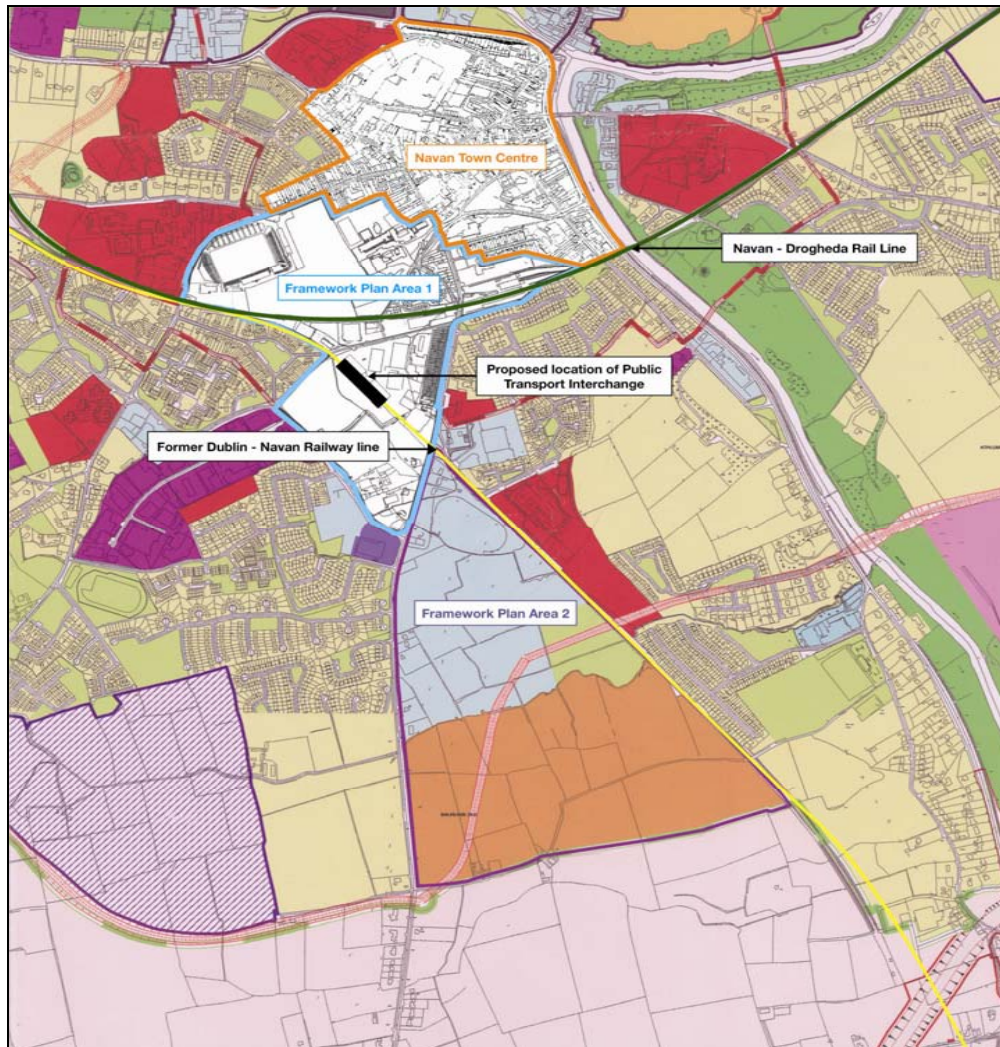 Navan Town Centre
Navan - Drogheda Rail Line
Framework Plan Area 1
Proposed location of Public
Transport Interchange
Former Dublin - Navan Railway line
Framework Plan Area 2